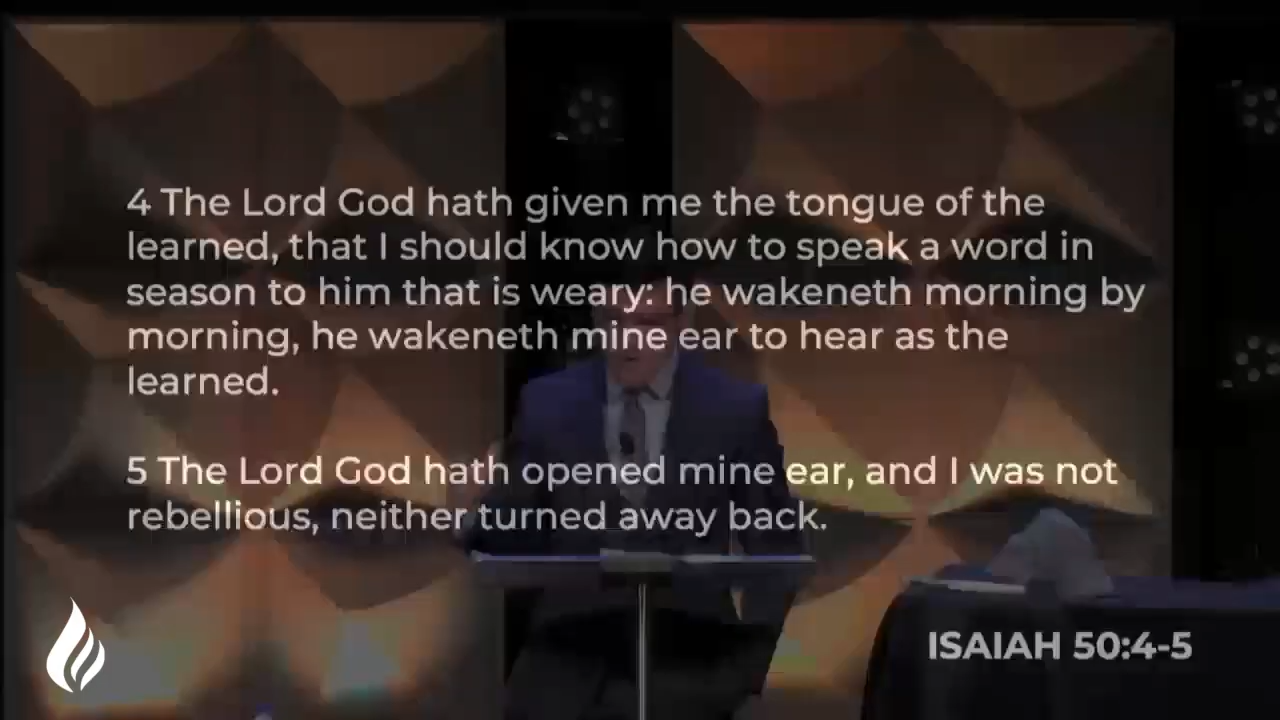 4 The Lord God hath given me the tongue of the
learned, that I should know how to speak a word in
season to him that is weary: he wakeneth morning by
morning, he wakeneth mine ear to hear as the
learned.
5 The Lord God hath opened mine ear, and I was not
rebellious, neither turned away back.
ISAIAH 50:4-5